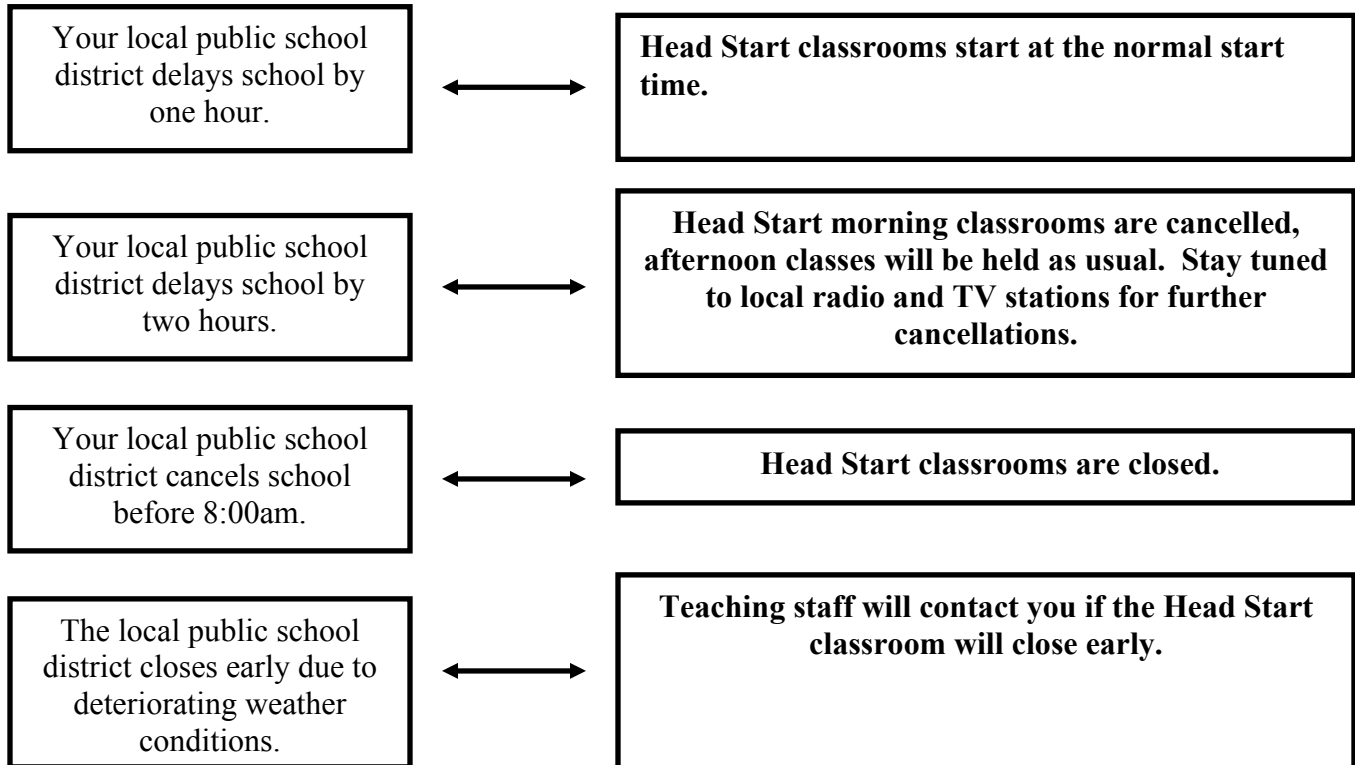 Your local public school
district delays school by
one hour.
Head Start classrooms start at the normal start
time.
Your local public school
district delays school by
two hours.
Head Start morning classrooms are cancelled,
afternoon classes will be held as usual.  Stay tuned
to local radio and TV stations for further
cancellations.
Your local public school
district cancels school
before 8:00am.
Head Start classrooms are closed.
The local public school
district closes early due to
deteriorating weather
conditions.
Teaching staff will contact you if the Head Start
classroom will close early.